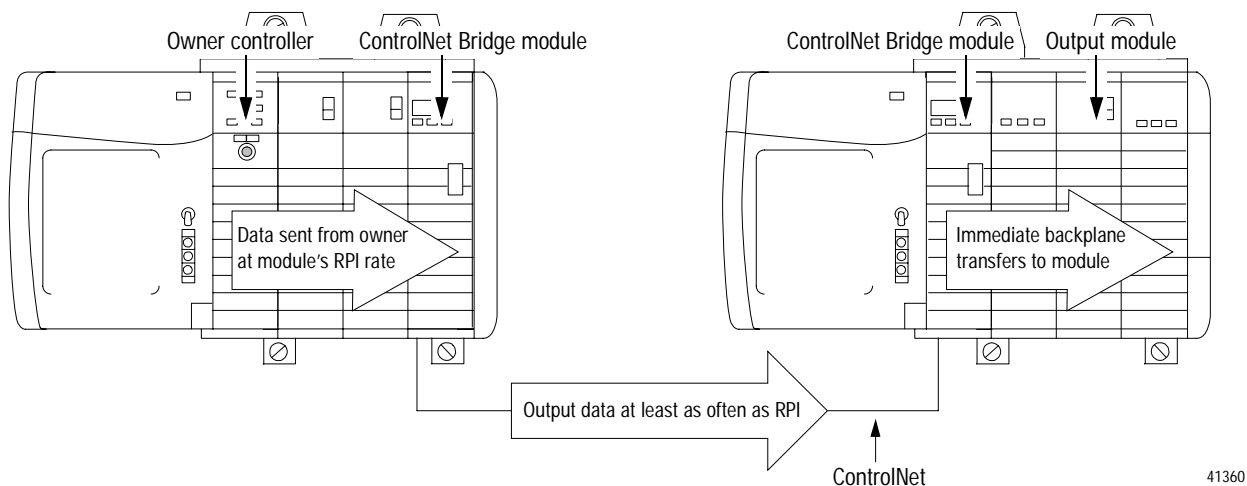 Owner controller
ControlNet Bridge module
ControlNet Bridge module
Output module
Data sent from owner
at module's RPI rate
Immediate backplane
transfers to module
Output data at least as often as RPI
ControlNet
41360